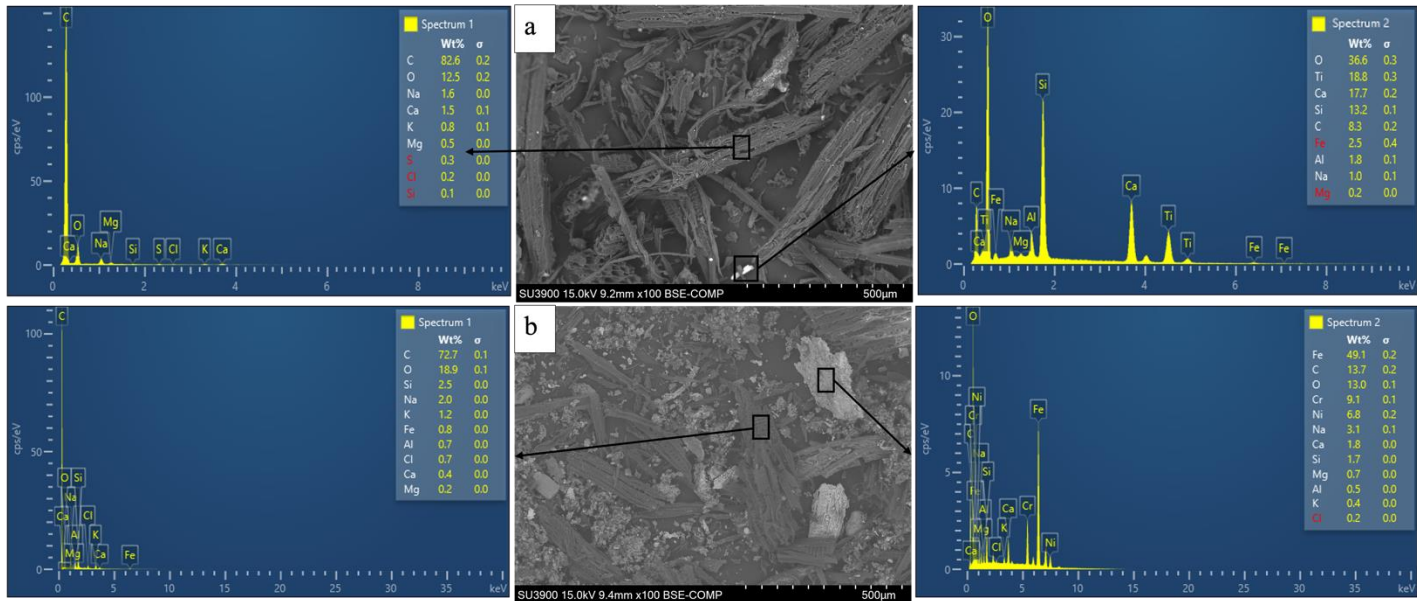 C
Spectrum 1
Wt% σ
C 82.6 0.2
O 12.5 0.2
Na 1.6 0.0
Ca 1.5 0.1
K 0.8 0.1
Mg 0.5 0.0
S 0.3 0.0
Cl 0.2 0.0
Si 0.1 0.0
100
50
0
cps/eV
O
Mg
Ca
Na
Si
S
Cl
K
Ca
0 2 4 6 8 keV
a
SU3900 15.0kV 9.2mm x100 BSE-COMP 500µm
O
Spectrum 2
Wt% σ
O 36.6 0.3
Ti 18.8 0.3
Ca 17.7 0.2
Si 13.2 0.1
C 8.3 0.2
Fe 2.5 0.4
Al 1.8 0.1
Na 1.0 0.1
Mg 0.2 0.0
30
20
10
0
cps/eV
Si
C
Fe
Ti
Na
Al
Ca
Mg
Ca
Ti
Ti
Fe
Fe
0 2 4 6 8 keV
C
Spectrum 1
Wt% σ
C 72.7 0.1
O 18.9 0.1
Si 2.5 0.0
Na 2.0 0.0
K 1.2 0.0
Fe 0.8 0.0
Al 0.7 0.0
Cl 0.7 0.0
Ca 0.4 0.0
Mg 0.2 0.0
100
50
0
cps/eV
O
Si
Na
Ca
Cl
Al
K
Mg
Ca
Fe
0 5 10 15 20 25 30 35 40 keV
b
SU3900 15.0kV 9.4mm x100 BSE-COMP 500µm
O
Spectrum 2
Wt% σ
Fe 49.1 0.2
C 13.7 0.2
O 13.0 0.1
Cr 9.1 0.1
Ni 6.8 0.2
Na 3.1 0.1
Ca 1.8 0.0
Si 1.7 0.0
Mg 0.7 0.0
Al 0.5 0.0
K 0.4 0.0
Cl 0.2 0.0
10
5
0
cps/eV
Ni
Cr
C
Na
Si
Fe
Al
Mg
K
Ca
Cl
Ca
Cr
Fe
Ni
0 5 10 15 20 25 30 35 keV